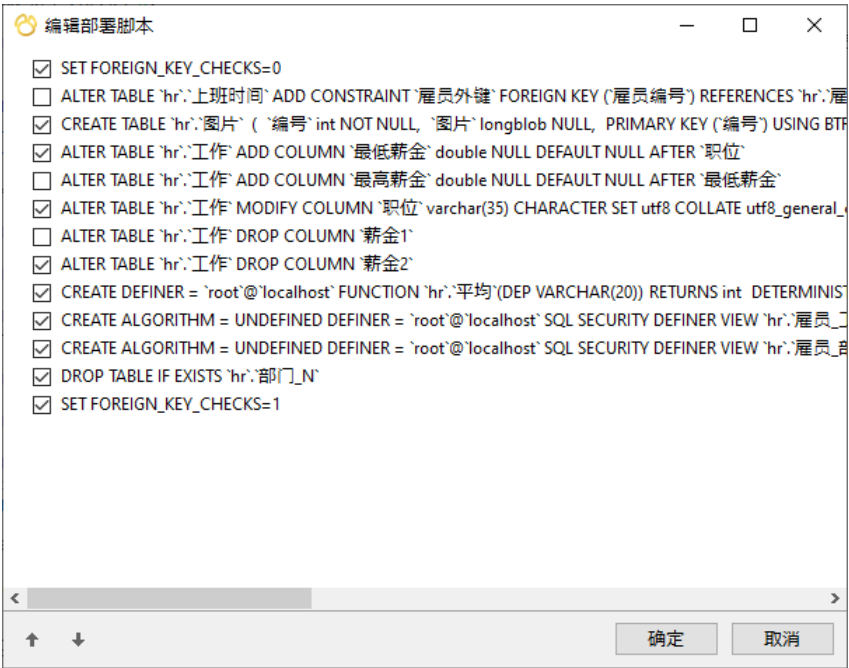 编辑部署脚本
SET FOREIGN_KEY_CHECKS=0
ALTER TABLE `hr`.`上班时间` ADD CONSTRAINT `雇员外键` FOREIGN KEY (`雇员编号`) REFERENCES `hr`.`雇
CREATE TABLE `hr`.`图片` ( `编号` int NOT NULL, `图片` longblob NULL, PRIMARY KEY (`编号`) USING
ALTER TABLE `hr`.`工作` ADD COLUMN `最低薪金` double NULL DEFAULT NULL AFTER `职位`
ALTER TABLE `hr`.`工作` ADD COLUMN `最高薪金` double NULL DEFAULT NULL AFTER `最低薪金`
ALTER TABLE `hr`.`工作` MODIFY COLUMN `职位` varchar(35) CHARACTER SET utf8 COLLATE utf8_general_
ALTER TABLE `hr`.`工作` DROP COLUMN `薪金1`
ALTER TABLE `hr`.`工作` DROP COLUMN `薪金2`
CREATE DEFINER = `root`@`localhost` FUNCTION `hr`.`平均`(DEP VARCHAR(20)) RETURNS int DETERMINIST
CREATE ALGORITHM = UNDEFINED DEFINER = `root`@`localhost` SQL SECURITY DEFINER VIEW `hr`.`雇员_
CREATE ALGORITHM = UNDEFINED DEFINER = `root`@`localhost` SQL SECURITY DEFINER VIEW `hr`.`雇员_
DROP TABLE IF EXISTS `hr`.`部门_N`
SET FOREIGN_KEY_CHECKS=1
确定
取消